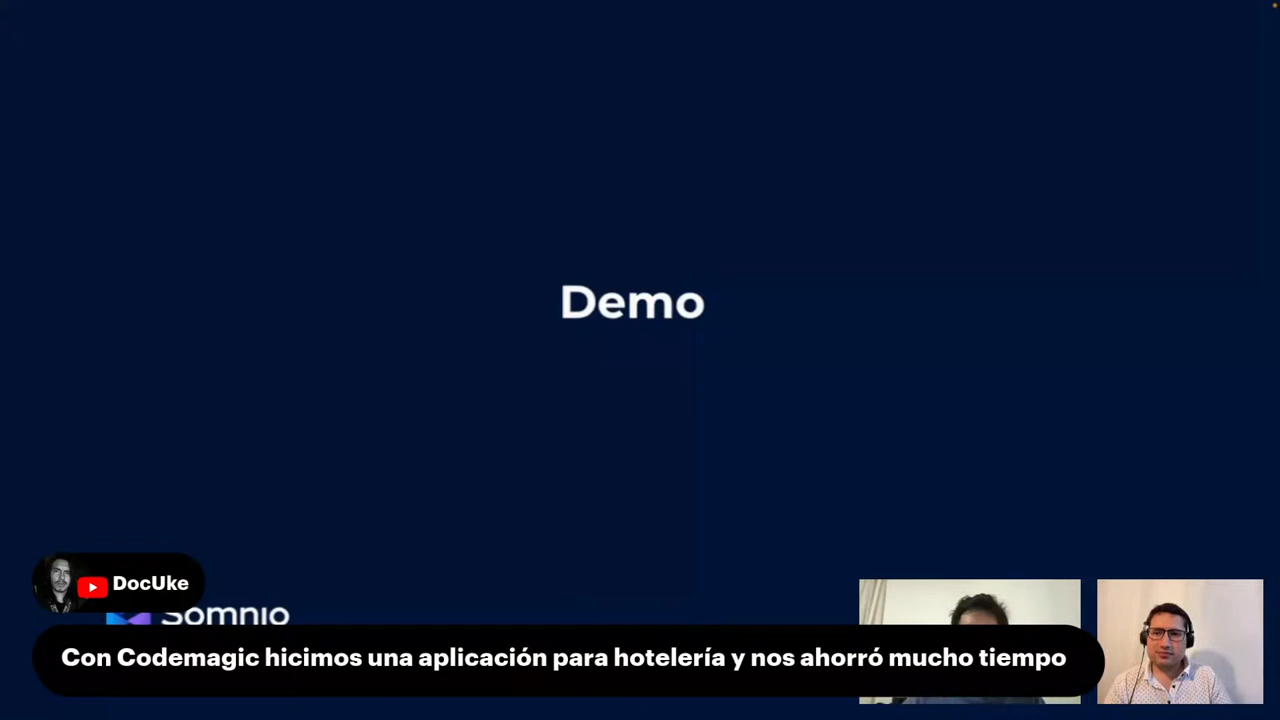 Demo
DocUke
Somnio
Con Codemagic hicimos una aplicación para hotelería y nos ahorró mucho tiempo